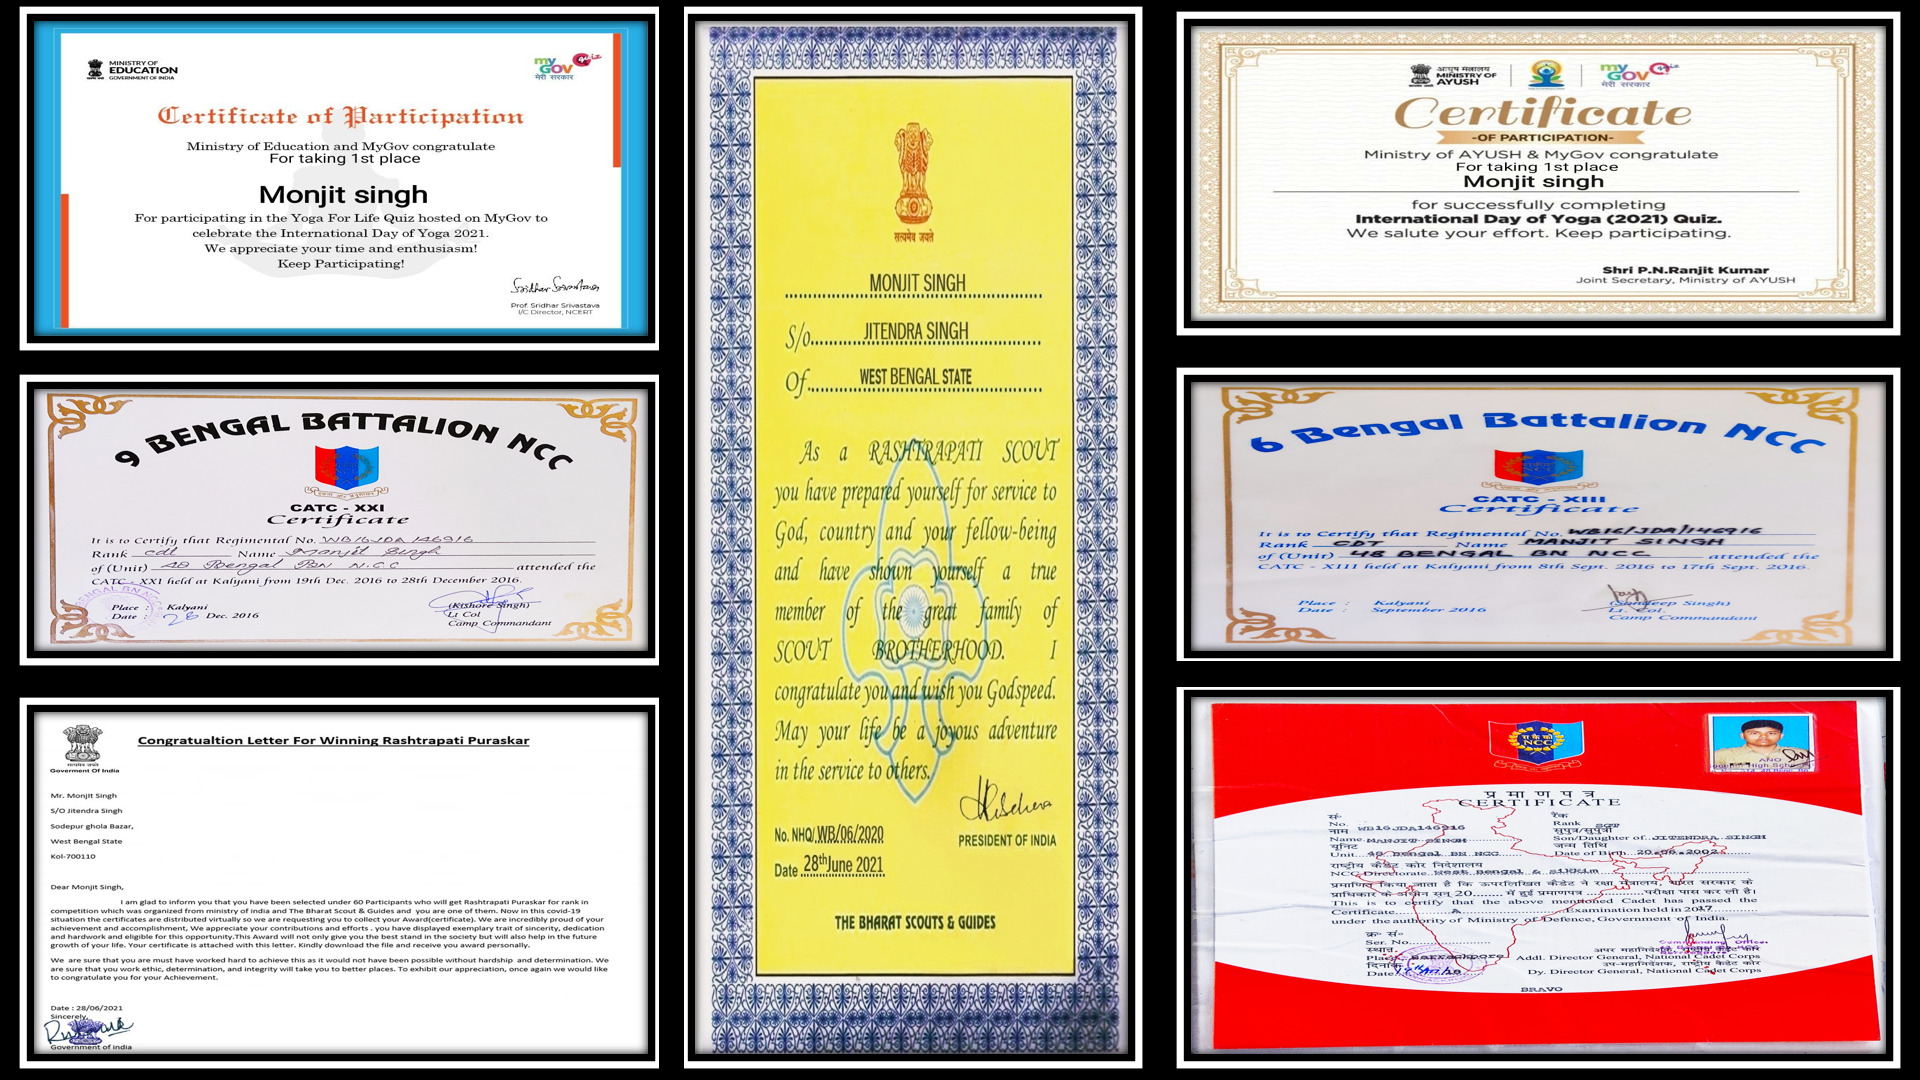 MINISTRY OF
EDUCATION
GOVERNMENT OF INDIA
my GOV quiz
मेरी सरकार
Certificate of Participation
Ministry of Education and MyGov congratulate
For taking 1st place
Monjit singh
For participating in the Yoga For Life Quiz hosted on MyGov to
celebrate the International Day of Yoga 2021.
We appreciate your time and enthusiasm!
Keep Participating!
Sridhar Srivastava
Prof. Sridhar Srivastava
I/C Director, NCERT
9 BENGAL BATTALION NCC
CATC - XXI
Certificate
It is to Certify that Regimental No. WB16JDA146916
Rank cdt Name Manjit Singh
of (Unit) 48 Bengal BN N.C.C attended the
CATC - XXI held at Kalyani from 19th Dec. 2016 to 28th December 2016.
Place : Kalyani
Date : 28 Dec. 2016
(Kishore Singh)
Lt Col
Camp Commandant
Congratualtion Letter For Winning Rashtrapati Puraskar
सत्यमेव जयते
Goverment Of India
Mr. Monjit Singh
S/O Jitendra Singh
Sodepur ghola Bazar,
West Bengal State
Kol-700110
Dear Monjit Singh,
I am glad to inform you that you have been selected under 60 Participants who will get Rashtrapati Puraskar for rank in
competition which was organized from ministry of india and The Bharat Scout & Guides and you are one of them. Now in this covid-19
situation the certificates are distributed virtually so we are requesting you to collect your Award(certificate). We are incredibly proud of your
achievement and accomplishment, We appreciate your contributions and efforts . you have displayed exemplary trait of sincerity, dedication
and hardwork and eligible for this opportunity.This Award will not only give you the best stand in the society but will also help in the future
growth of your life. Your certificate is attached with this letter. Kindly download the file and receive you award personally.
We are sure that you are must have worked hard to achieve this as it would not have been possible without hardship and determination. We
are sure that you work ethic, determination, and integrity will take you to better places. To exhibit our appreciation, once again we would like
to congratulate you for your Achievement.
Date : 28/06/2021
Sincerely,
Government of India
सत्यमेव जयते
MONJIT SINGH
S/o JITENDRA SINGH
Of WEST BENGAL STATE
As a RASHTRAPATI SCOUT
you have prepared yourself for service to
God, country and your fellow-being
and have shown yourself a true
member of the great family of
SCOUT BROTHERHOOD. I
congratulate you and wish you Godspeed.
May your life be a joyous adventure
in the service to others.
No. NHQ/ WB/06/2020
PRESIDENT OF INDIA
Date 28thJune 2021
THE BHARAT SCOUTS & GUIDES
आयुष मंत्रालय
MINISTRY OF
AYUSH
my GOV quiz
मेरी सरकार
Certificate
-OF PARTICIPATION-
Ministry of AYUSH & MyGov congratulate
For taking 1st place
Monjit singh
for successfully completing
International Day of Yoga (2021) Quiz.
We salute your effort. Keep participating.
Shri P.N.Ranjit Kumar
Joint Secretary, Ministry of AYUSH
6 Bengal Battalion NCC
CATC - XIII
Certificate
It is to Certify that Regimental No. WB16/JDA/146916
Rank CDT Name MANJIT SINGH
of (Unit) 48 BENGAL BN NCC attended the
CATC - XIII held at Kalyani from 8th Sept. 2016 to 17th Sept. 2016.
Place : Kalyani
Date : September 2016
(Sandeep Singh)
Lt. Col.
Camp Commandant
रा कै को
NCC
ANO
प्रमाणपत्र
CERTIFICATE
सं॰
No. WB16JDA146916
रैंक
Rank SGT
नाम
Name MANJIT SINGH
सुपुत्र/सुपुत्री
Son/Daughter of JITENDRA SINGH
यूनिट
Unit 48 Bengal BN NCC
जन्म तिथि
Date of Birth 20.06.2002
राष्ट्रीय कैडेट कोर निदेशालय
NCC Directorate West Bengal & Sikkim
प्रमाणित किया जाता है कि उपरलिखित कैडेट ने रक्षा मंत्रालय, भारत सरकार के
प्राधिकार के अधीन सन् 20 में हुई प्रमाणपत्र परीक्षा पास कर ली है।
This is to certify that the above mentioned Cadet has passed the
Certificate A Examination held in 2017
under the authority of Ministry of Defence, Government of India.
क्र॰ सं॰
Ser. No.
स्थान
Place Barrackpore
दिनांक
Date
Commanding Officer
अपर महानिदेशक, राष्ट्रीय कैडेट कोर
Addl. Director General, National Cadet Corps
उप-महानिदेशक, राष्ट्रीय कैडेट कोर
Dy. Director General, National Cadet Corps
BRAVO